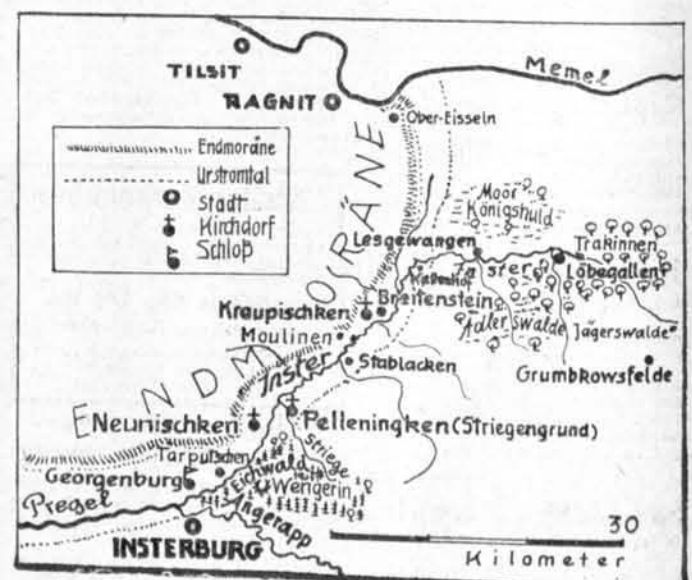 TILSIT
Memel
RAGNIT
Ober-Eisseln
Endmoräne
Urstromtal
Stadt
Kirchdorf
Schloß
ENDMORÄNE
Moor
Königshuld
Lesgewangen
Trakinnen
Inster
Löbegallen
Kraupischken
Breitenstein
Adlerswalde
Jägerswalde
Moulinen
Inster
Stablacken
Grumbkowsfelde
Neunischken
Pelleningken (Striegengrund)
Tarputschen
Striege
Georgenburg
Eichwald
Wengerin
Pregel
Angerapp
INSTERBURG
30
Kilometer